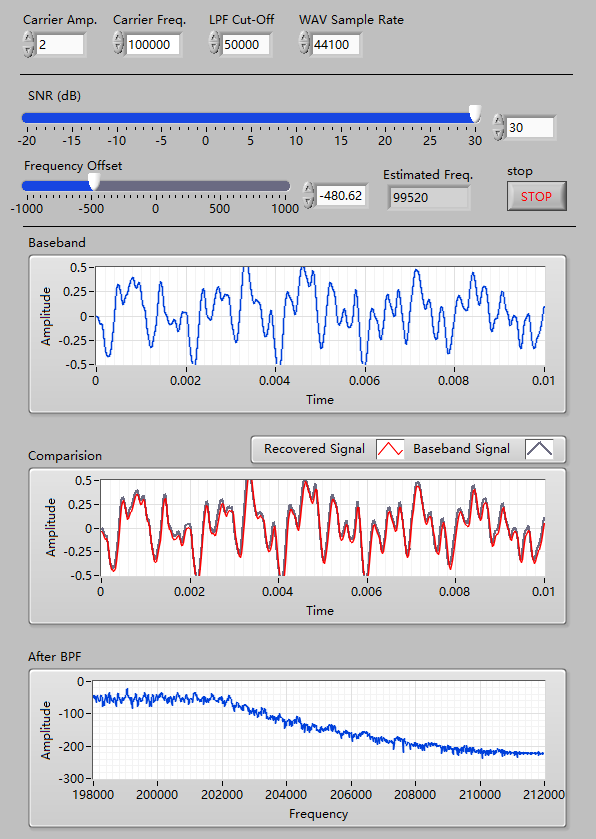 Carrier Amp. Carrier Freq. LPF Cut-Off WAV Sample Rate
2 100000 50000 44100
SNR (dB)
-20 -15 -10 -5 0 5 10 15 20 25 30
30
Frequency Offset
-1000 -500 0 500 1000
-480.62
Estimated Freq.
99520
stop
STOP
Baseband
Amplitude
0.5
0.25
0
-0.25
-0.5
0 0.002 0.004 0.006 0.008 0.01
Time
Recovered Signal Baseband Signal
Comparision
Amplitude
0.5
0.25
0
-0.25
-0.5
0 0.002 0.004 0.006 0.008 0.01
Time
After BPF
Amplitude
0
-100
-200
-300
198000 200000 202000 204000 206000 208000 210000 212000
Frequency